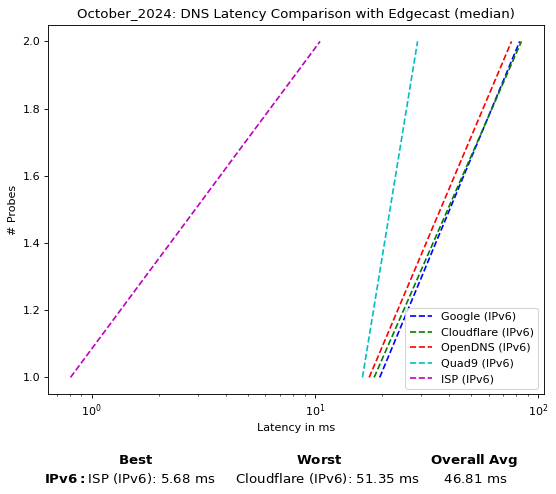 October_2024: DNS Latency Comparison with Edgecast (median)
2.0
1.8
1.6
1.4
1.2
1.0
# Probes
Google (IPv6)
Cloudflare (IPv6)
OpenDNS (IPv6)
Quad9 (IPv6)
ISP (IPv6)
10⁰ 10¹ 10²
Latency in ms
Best Worst Overall Avg
IPv6: ISP (IPv6): 5.68 ms Cloudflare (IPv6): 51.35 ms 46.81 ms